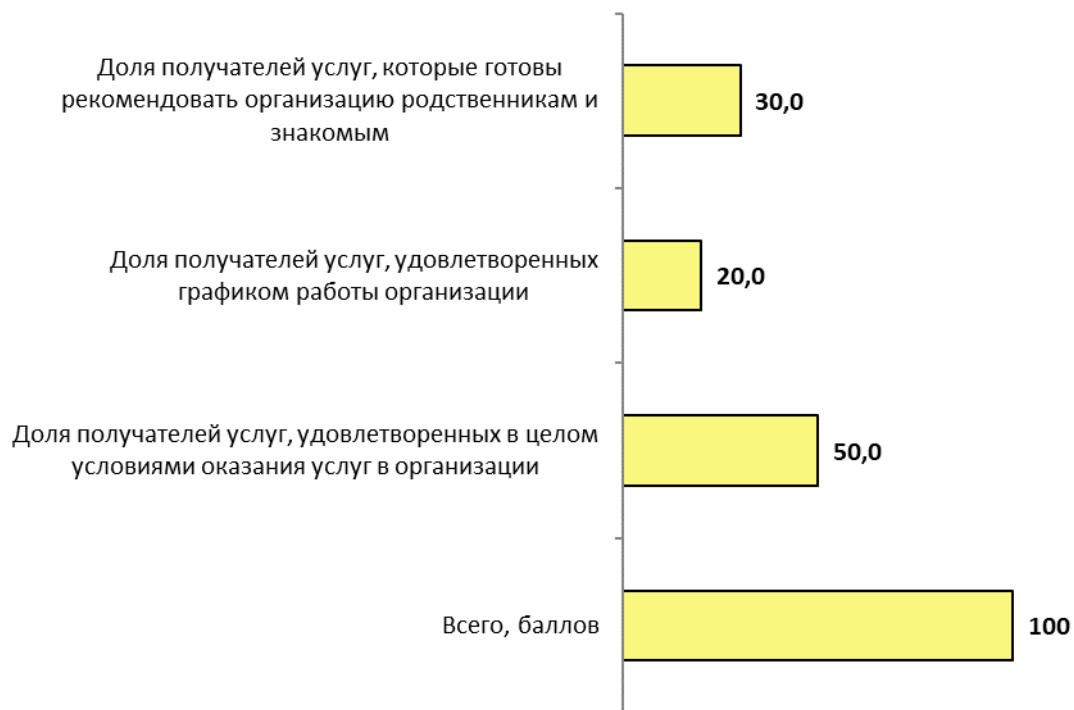 Доля получателей услуг, которые готовы
рекомендовать организацию родственникам и
знакомым
30,0
Доля получателей услуг, удовлетворенных
графиком работы организации
20,0
Доля получателей услуг, удовлетворенных в целом
условиями оказания услуг в организации
50,0
Всего, баллов
100